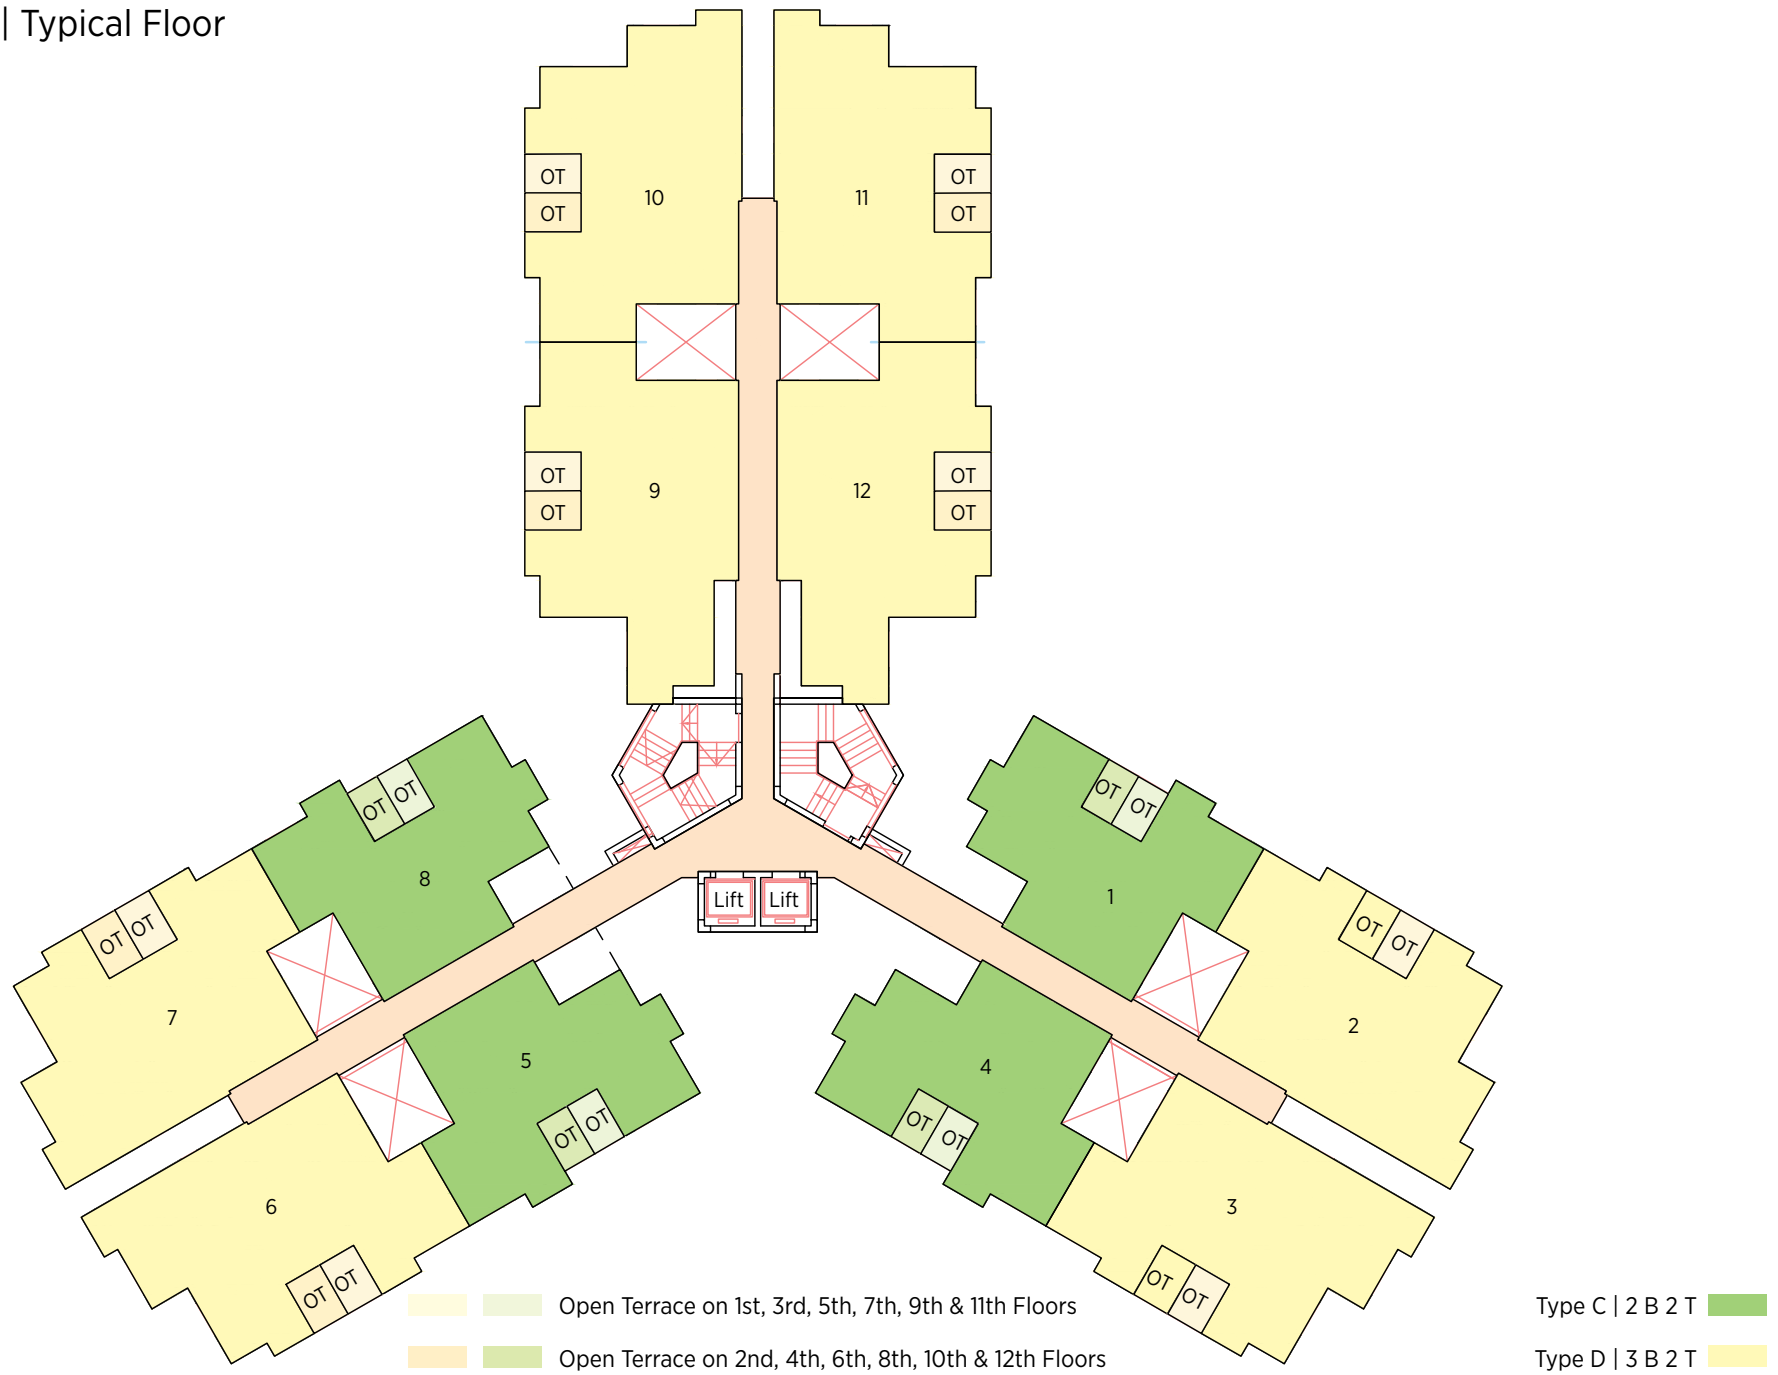 | Typical Floor
OT
10
11
OT
OT
OT
OT
9
12
OT
OT
OT
OT
OT
OT
OT
8
Lift
Lift
1
OT
OT
OT
OT
7
2
5
4
OT
OT
OT
OT
6
3
OT
OT
OT
OT
Open Terrace on 1st, 3rd, 5th, 7th, 9th & 11th Floors
Type C | 2 B 2 T
Open Terrace on 2nd, 4th, 6th, 8th, 10th & 12th Floors
Type D | 3 B 2 T